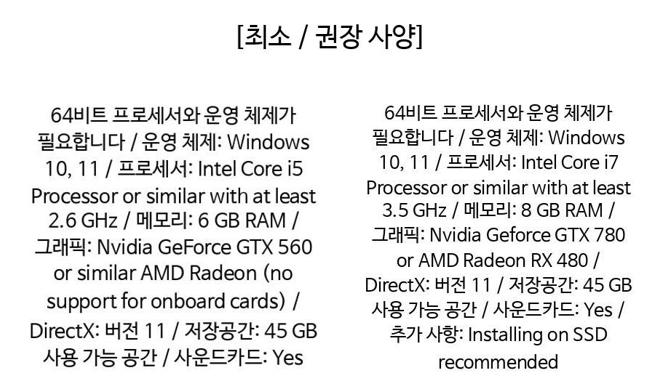 [최소 / 권장 사양]
64비트 프로세서와 운영 체제가
필요합니다 / 운영 체제: Windows
10, 11 / 프로세서: Intel Core i5
Processor or similar with at least
2.6 GHz / 메모리: 6 GB RAM /
그래픽: Nvidia GeForce GTX 560
or similar AMD Radeon (no
support for onboard cards) /
DirectX: 버전 11 / 저장공간: 45 GB
사용 가능 공간 / 사운드카드: Yes
64비트 프로세서와 운영 체제가
필요합니다 / 운영 체제: Windows
10, 11 / 프로세서: Intel Core i7
Processor or similar with at least
3.5 GHz / 메모리: 8 GB RAM /
그래픽: Nvidia Geforce GTX 780
or AMD Radeon RX 480 /
DirectX: 버전 11 / 저장공간: 45 GB
사용 가능 공간 / 사운드카드: Yes /
추가 사항: Installing on SSD
recommended